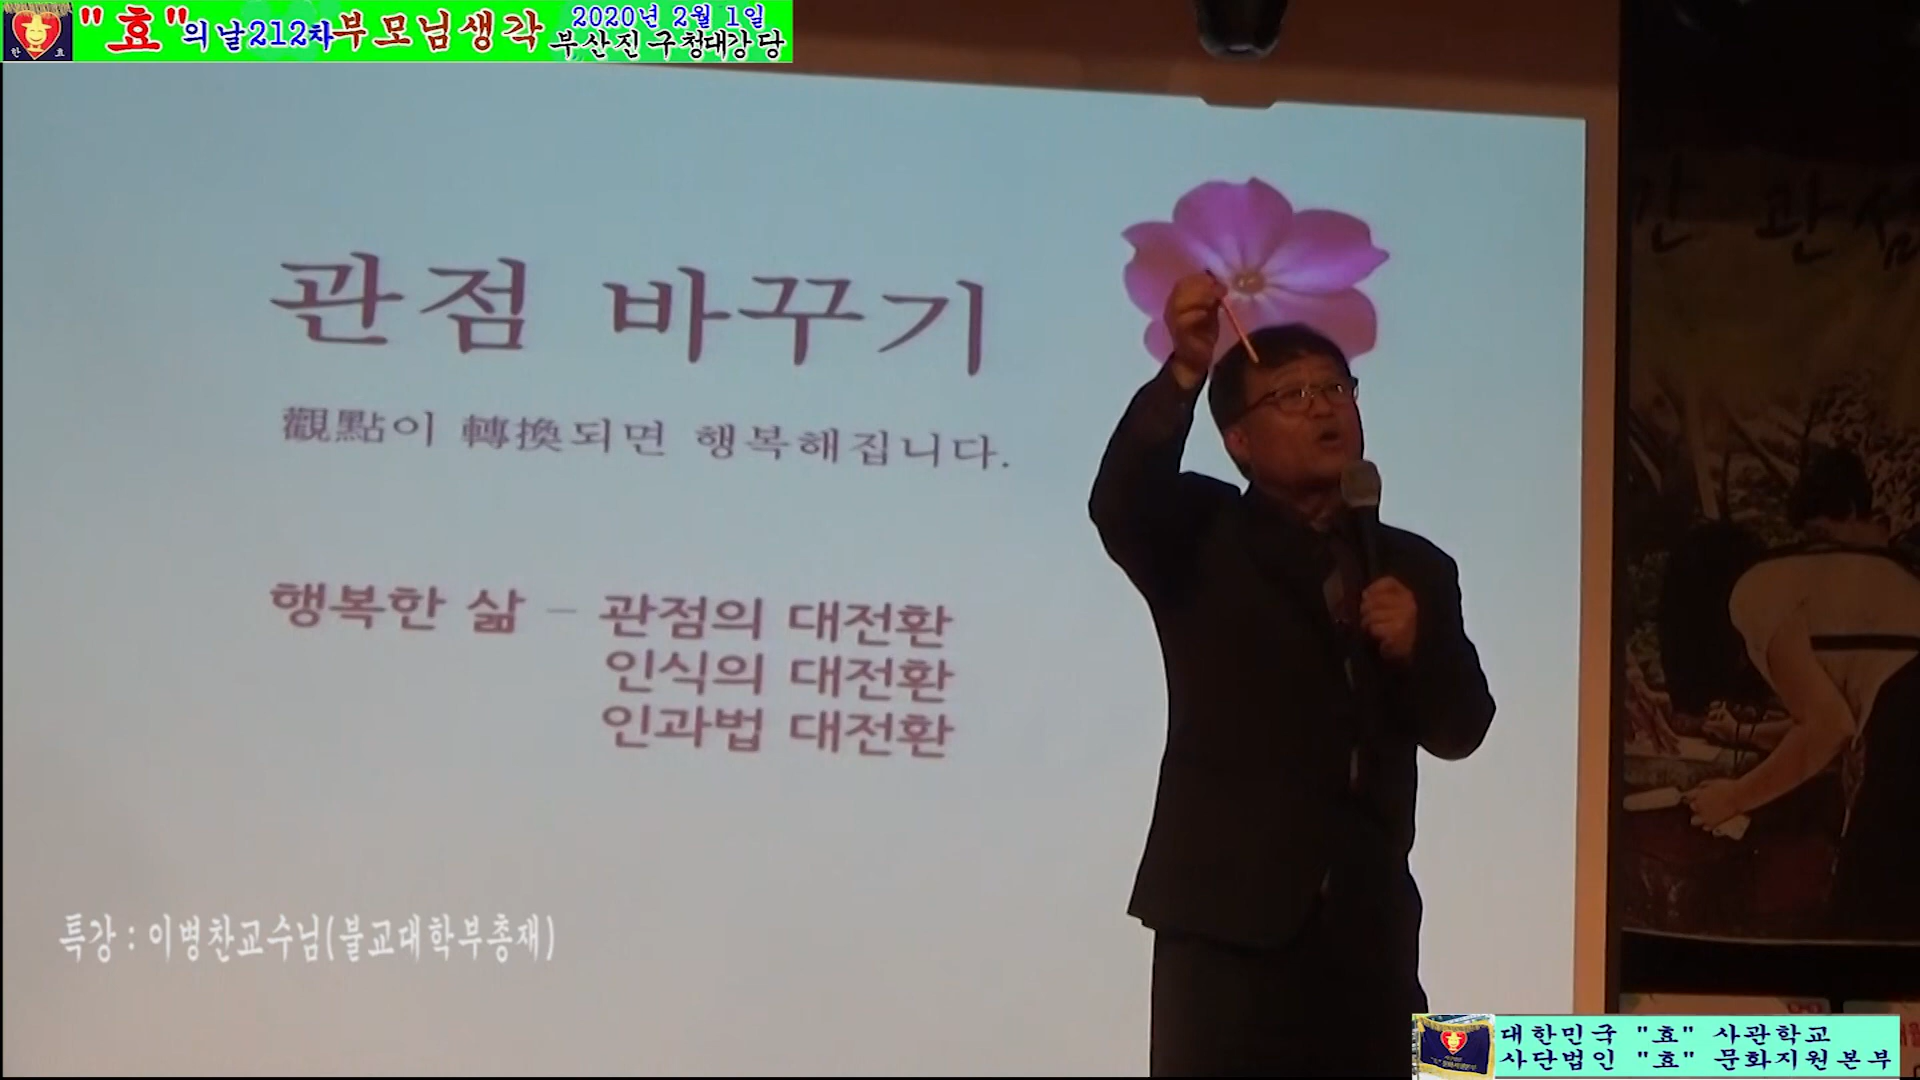 "효"의날212차부모님생각
2020년 2월 1일
부산진구청대강당
한 효
관점 바꾸기
觀點이 轉換되면 행복해집니다.
행복한 삶 - 관점의 대전환
인식의 대전환
인과법 대전환
특강 : 이병찬교수님(불교대학부총재)
간 관점
대한민국 "효" 사관학교
사단법인 "효" 문화지원본부